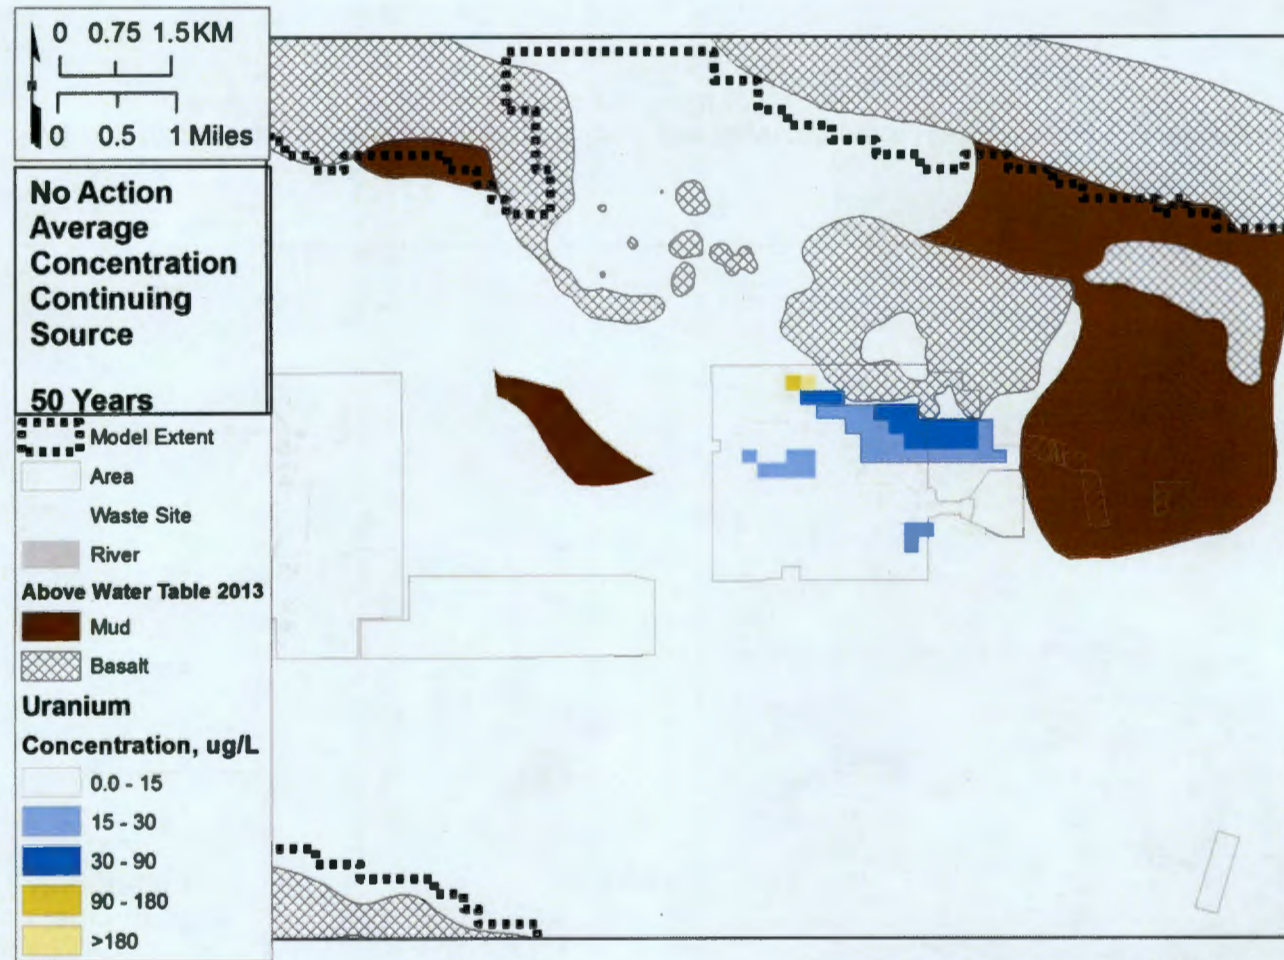 0 0.75 1.5 KM
0 0.5 1 Miles
No Action
Average
Concentration
Continuing
Source
50 Years
Model Extent
Area
Waste Site
River
Above Water Table 2013
Mud
Basalt
Uranium
Concentration, ug/L
0.0 - 15
15 - 30
30 - 90
90 - 180
>180